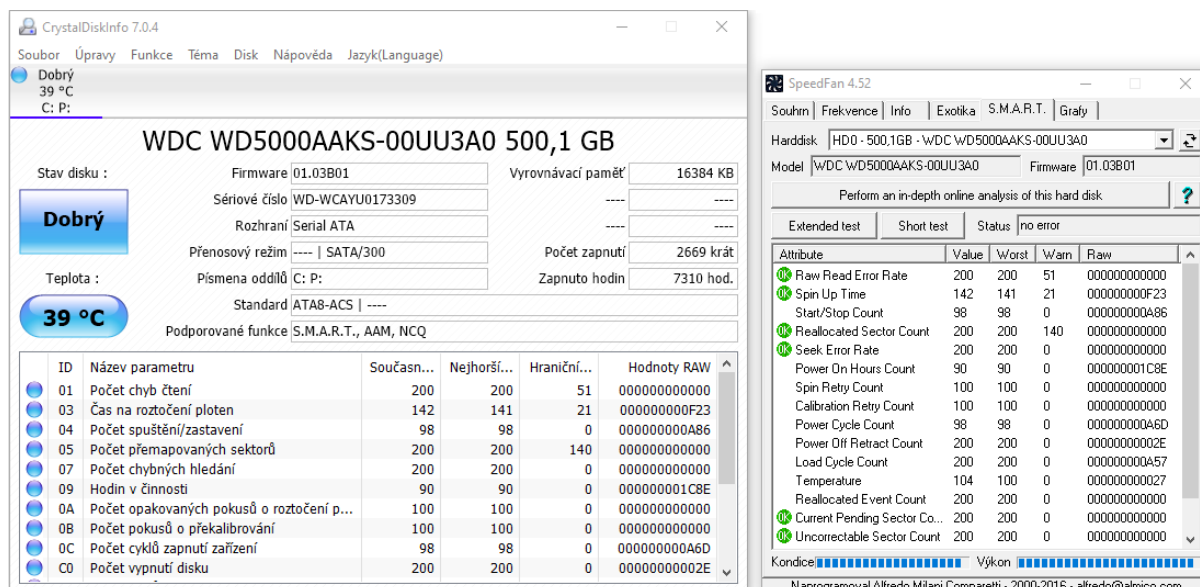 CrystalDiskInfo 7.0.4
Soubor Úpravy Funkce Téma Disk Nápověda Jazyk(Language)
Dobrý
39 °C
C: P:
WDC WD5000AAKS-00UU3A0 500,1 GB
Stav disku :
Dobrý
Teplota :
39 °C
Firmware 01.03B01 Vyrovnávací paměť 16384 KB
Sériové číslo WD-WCAYU0173309 ---- ----
Rozhraní Serial ATA ---- ----
Přenosový režim ---- | SATA/300 Počet zapnutí 2669 krát
Písmena oddílů C: P: Zapnuto hodin 7310 hod.
Standard ATA8-ACS | ----
Podporované funkce S.M.A.R.T., AAM, NCQ
ID Název parametru Současn... Nejhorší... Hraniční... Hodnoty RAW
01 Počet chyb čtení 200 200 51 000000000000
03 Čas na roztočení ploten 142 141 21 000000000F23
04 Počet spuštění/zastavení 98 98 0 000000000A86
05 Počet přemapovaných sektorů 200 200 140 000000000000
07 Počet chybných hledání 200 200 0 000000000000
09 Hodin v činnosti 90 90 0 000000001C8E
0A Počet opakovaných pokusů o roztočení p... 100 100 0 000000000000
0B Počet pokusů o překalibrování 100 100 0 000000000000
0C Počet cyklů zapnutí zařízení 98 98 0 000000000A6D
C0 Počet vypnutí disku 200 200 0 00000000002E
SpeedFan 4.52
Souhrn Frekvence Info Exotika S.M.A.R.T. Grafy
Harddisk HD0 - 500,1GB - WDC WD5000AAKS-00UU3A0
Model WDC WD5000AAKS-00UU3A0 Firmware 01.03B01
Perform an in-depth online analysis of this hard disk ?
Extended test Short test Status no error
Attribute Value Worst Warn Raw
OK Raw Read Error Rate 200 200 51 000000000000
OK Spin Up Time 142 141 21 000000000F23
Start/Stop Count 98 98 0 000000000A86
OK Reallocated Sector Count 200 200 140 000000000000
OK Seek Error Rate 200 200 0 000000000000
Power On Hours Count 90 90 0 000000001C8E
Spin Retry Count 100 100 0 000000000000
Calibration Retry Count 100 100 0 000000000000
Power Cycle Count 98 98 0 000000000A6D
Power Off Retract Count 200 200 0 00000000002E
Load Cycle Count 200 200 0 000000000A57
Temperature 104 100 0 000000000027
Reallocated Event Count 200 200 0 000000000000
OK Current Pending Sector Co... 200 200 0 000000000000
OK Uncorrectable Sector Count 200 200 0 000000000000
Kondice Výkon
Naprogramoval Alfredo Milani Comparetti - 2000-2016 - alfredo@almico.com